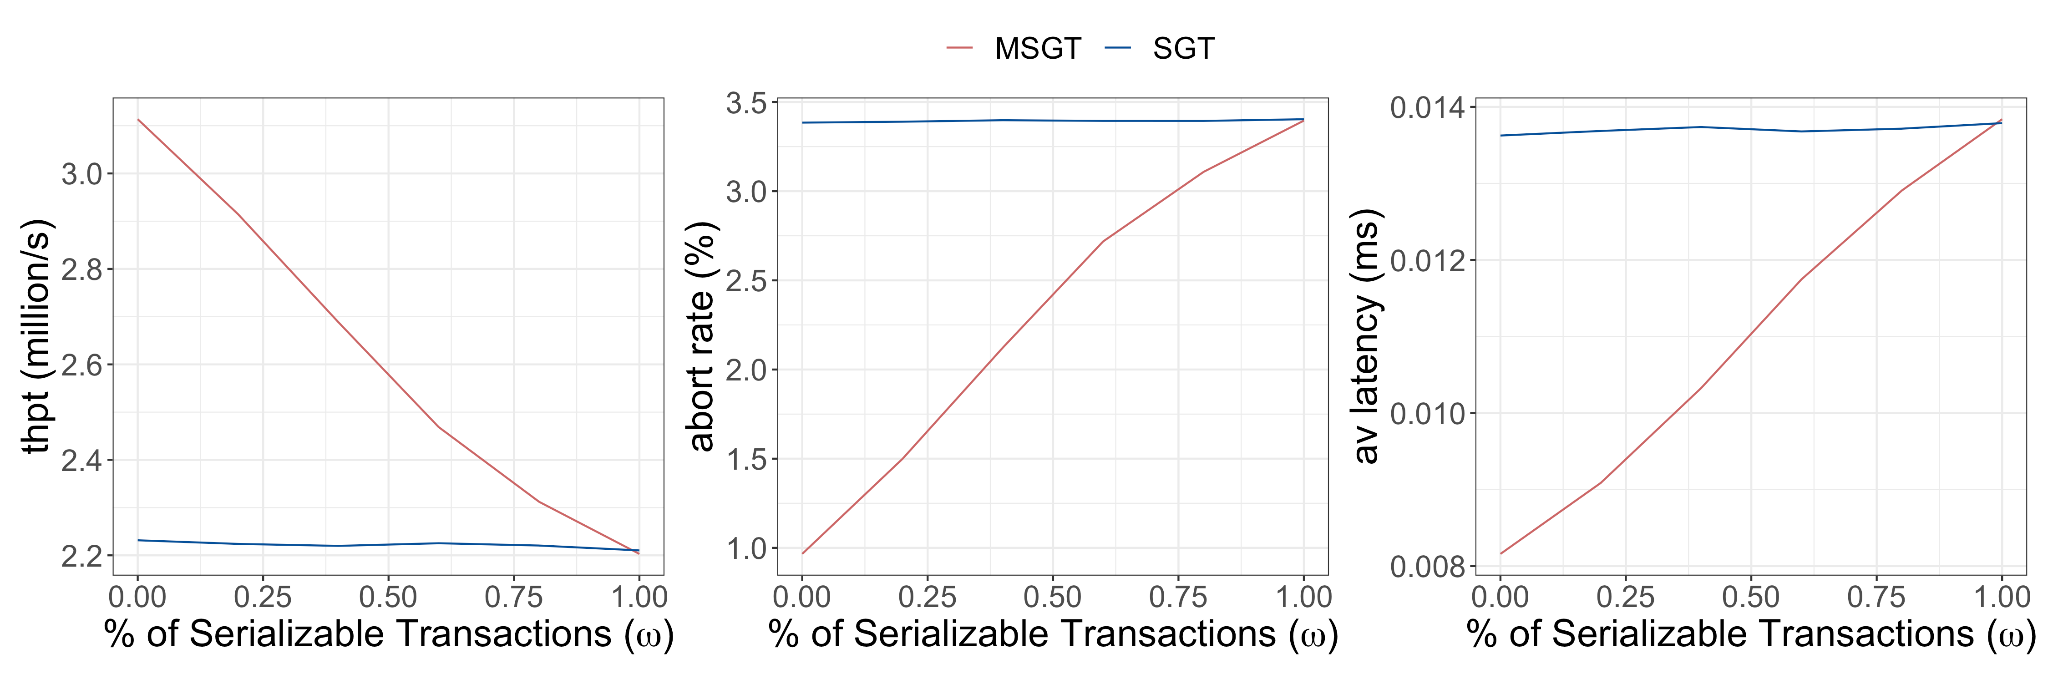 MSGT SGT
thpt (million/s)
3.0
2.8
2.6
2.4
2.2
0.00 0.25 0.50 0.75 1.00
% of Serializable Transactions (ω)
abort rate (%)
3.5
3.0
2.5
2.0
1.5
1.0
0.00 0.25 0.50 0.75 1.00
% of Serializable Transactions (ω)
av latency (ms)
0.014
0.012
0.010
0.008
0.00 0.25 0.50 0.75 1.00
% of Serializable Transactions (ω)